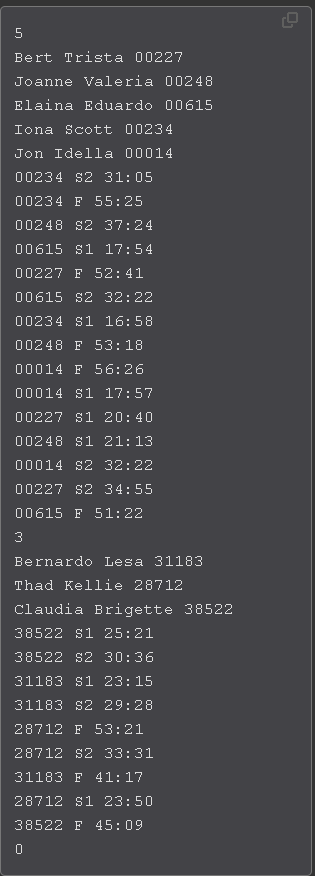 5
Bert Trista 00227
Joanne Valeria 00248
Elaina Eduardo 00615
Iona Scott 00234
Jon Idella 00014
00234 S2 31:05
00234 F 55:25
00248 S2 37:24
00615 S1 17:54
00227 F 52:41
00615 S2 32:22
00234 S1 16:58
00248 F 53:18
00014 F 56:26
00014 S1 17:57
00227 S1 20:40
00248 S1 21:13
00014 S2 32:22
00227 S2 34:55
00615 F 51:22
3
Bernardo Lesa 31183
Thad Kellie 28712
Claudia Brigette 38522
38522 S1 25:21
38522 S2 30:36
31183 S1 23:15
31183 S2 29:28
28712 F 53:21
28712 S2 33:31
31183 F 41:17
28712 S1 23:50
38522 F 45:09
0